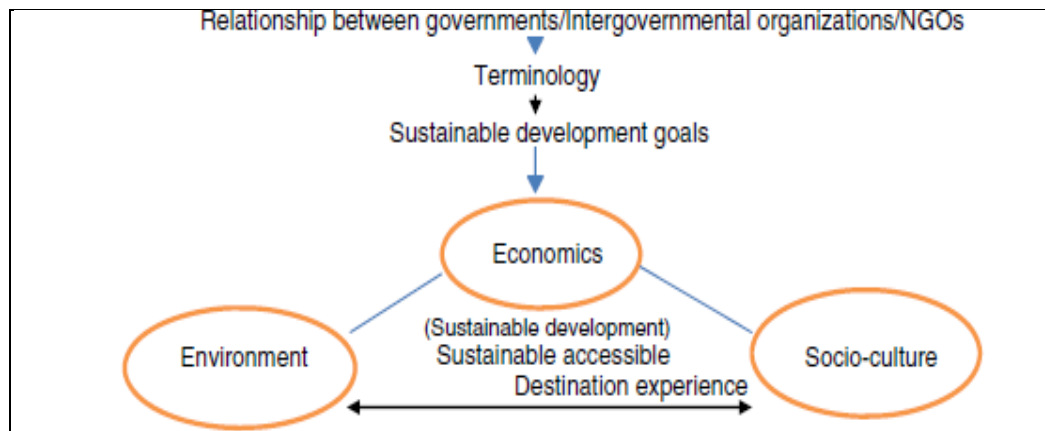 Relationship between governments/Intergovernmental organizations/NGOs
Terminology
Sustainable development goals
Economics
(Sustainable development)
Environment
Sustainable accessible
Socio-culture
Destination experience